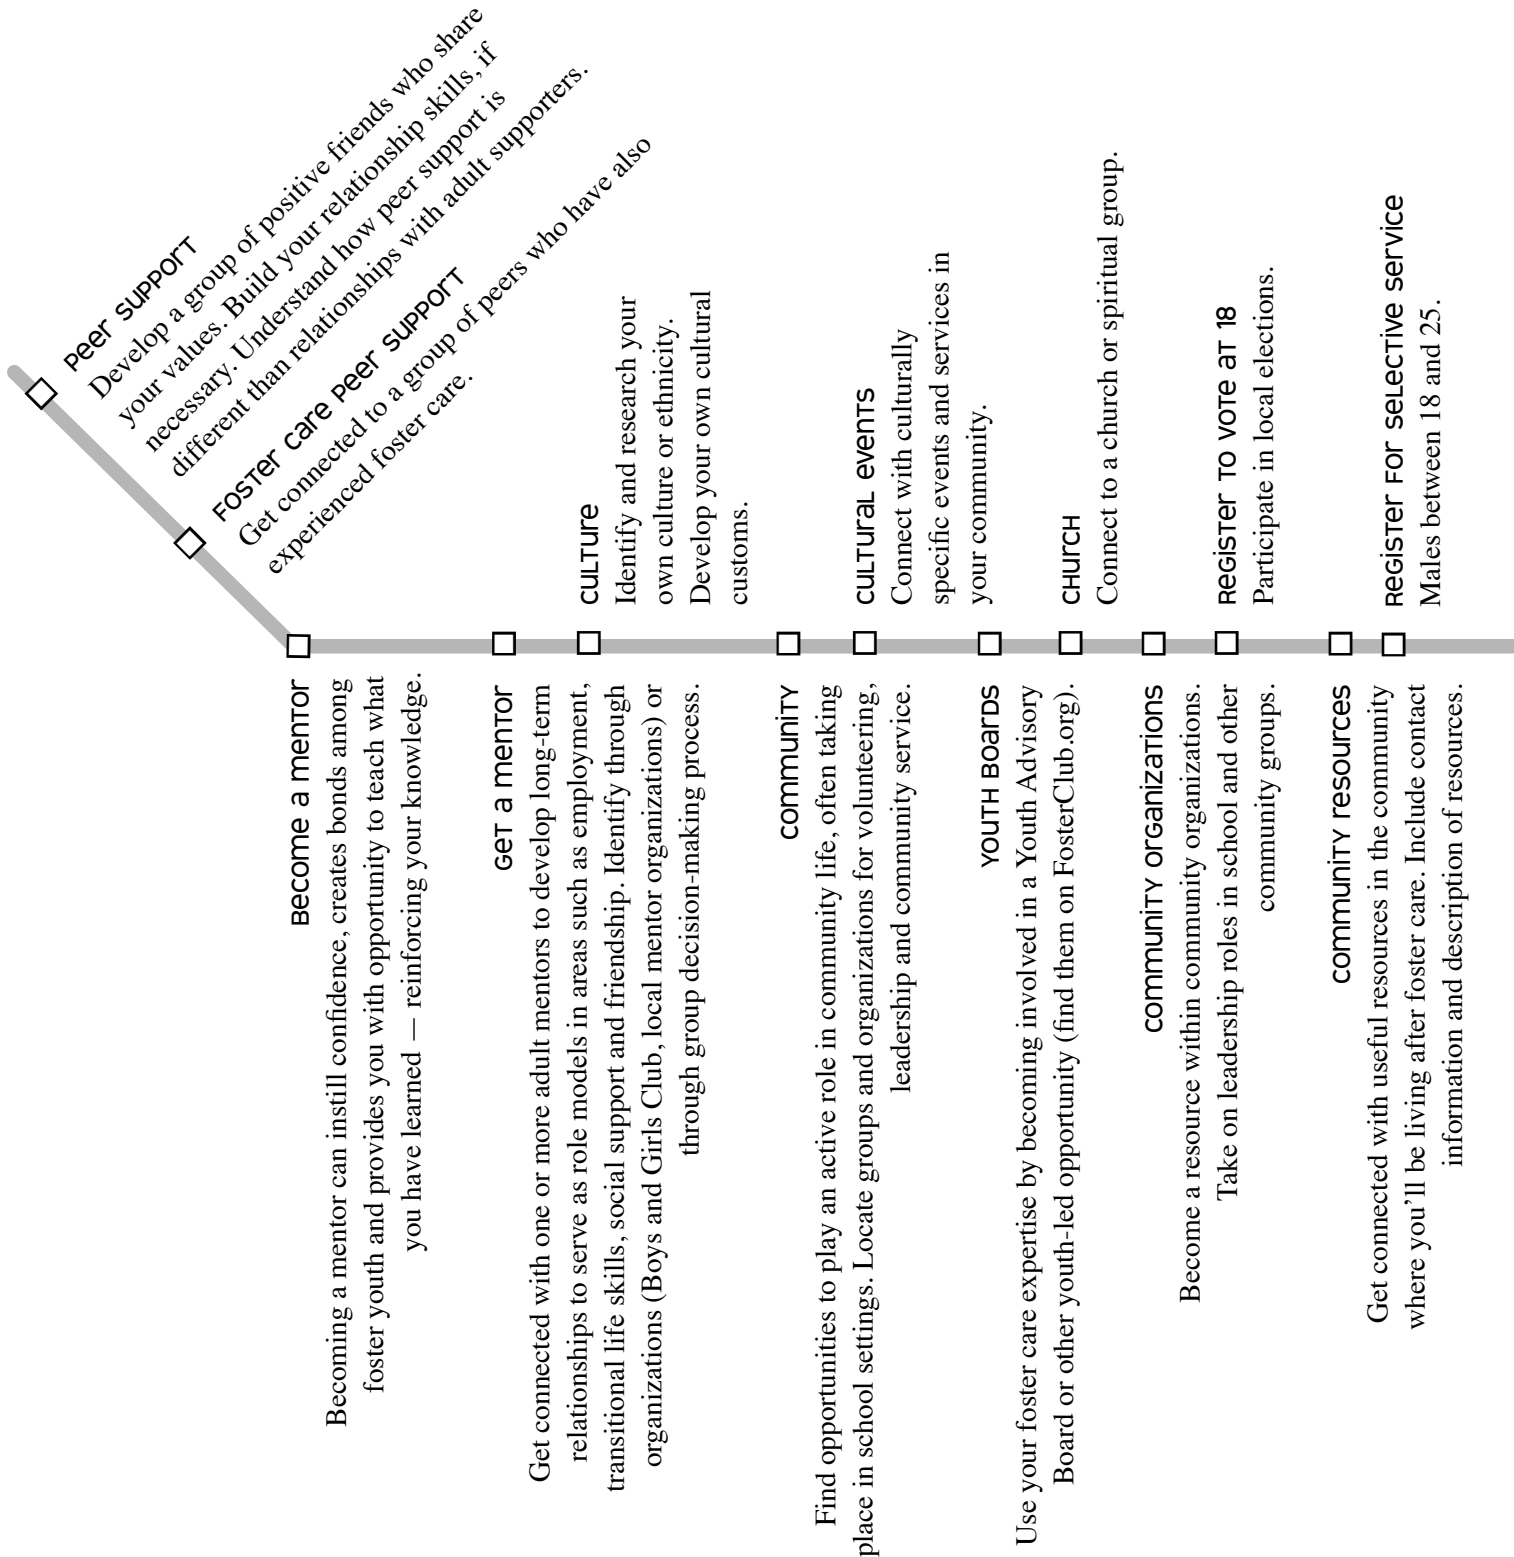 Peer support
Develop a group of positive friends who share
your values. Build your relationship skills, if
necessary. Understand how peer support is
different than relationships with adult supporters.
Foster care peer support
Get connected to a group of peers who have also
experienced foster care.
Become a mentor
Becoming a mentor can instill confidence, creates bonds among
foster youth and provides you with opportunity to teach what
you have learned — reinforcing your knowledge.
Get a mentor
Get connected with one or more adult mentors to develop long-term
relationships to serve as role models in areas such as employment,
transitional life skills, social support and friendship. Identify through
organizations (Boys and Girls Club, local mentor organizations) or
through group decision-making process.
Culture
Identify and research your
own culture or ethnicity.
Develop your own cultural
customs.
Community
Find opportunities to play an active role in community life, often taking
place in school settings. Locate groups and organizations for volunteering,
leadership and community service.
Cultural events
Connect with culturally
specific events and services in
your community.
Youth Boards
Use your foster care expertise by becoming involved in a Youth Advisory
Board or other youth-led opportunity (find them on FosterClub.org).
Church
Connect to a church or spiritual group.
Community organizations
Become a resource within community organizations.
Take on leadership roles in school and other
community groups.
Register to vote at 18
Participate in local elections.
Community resources
Get connected with useful resources in the community
where you’ll be living after foster care. Include contact
information and description of resources.
Register for selective service
Males between 18 and 25.